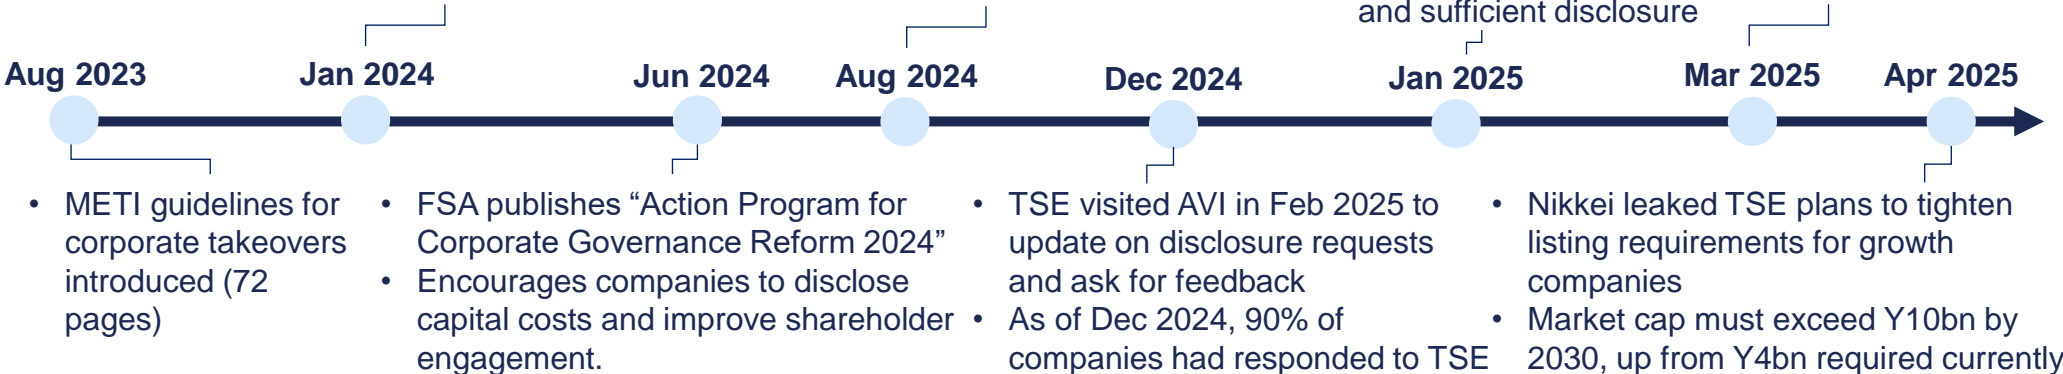 and sufficient disclosure
Aug 2023
Jan 2024
Jun 2024
Aug 2024
Dec 2024
Jan 2025
Mar 2025
Apr 2025
• METI guidelines for
corporate takeovers
introduced (72
pages)
• FSA publishes “Action Program for
Corporate Governance Reform 2024”
• Encourages companies to disclose
capital costs and improve shareholder
engagement.
• TSE visited AVI in Feb 2025 to
update on disclosure requests
and ask for feedback
• As of Dec 2024, 90% of
companies had responded to TSE
• Nikkei leaked TSE plans to tighten
listing requirements for growth
companies
• Market cap must exceed Y10bn by
2030, up from Y4bn required currently